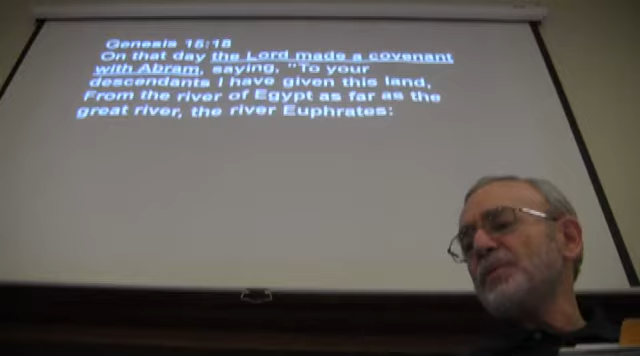 Genesis 15:18
On that day the Lord made a covenant
with Abram, saying, "To your
descendants I have given this land,
From the river of Egypt as far as the
great river, the river Euphrates: